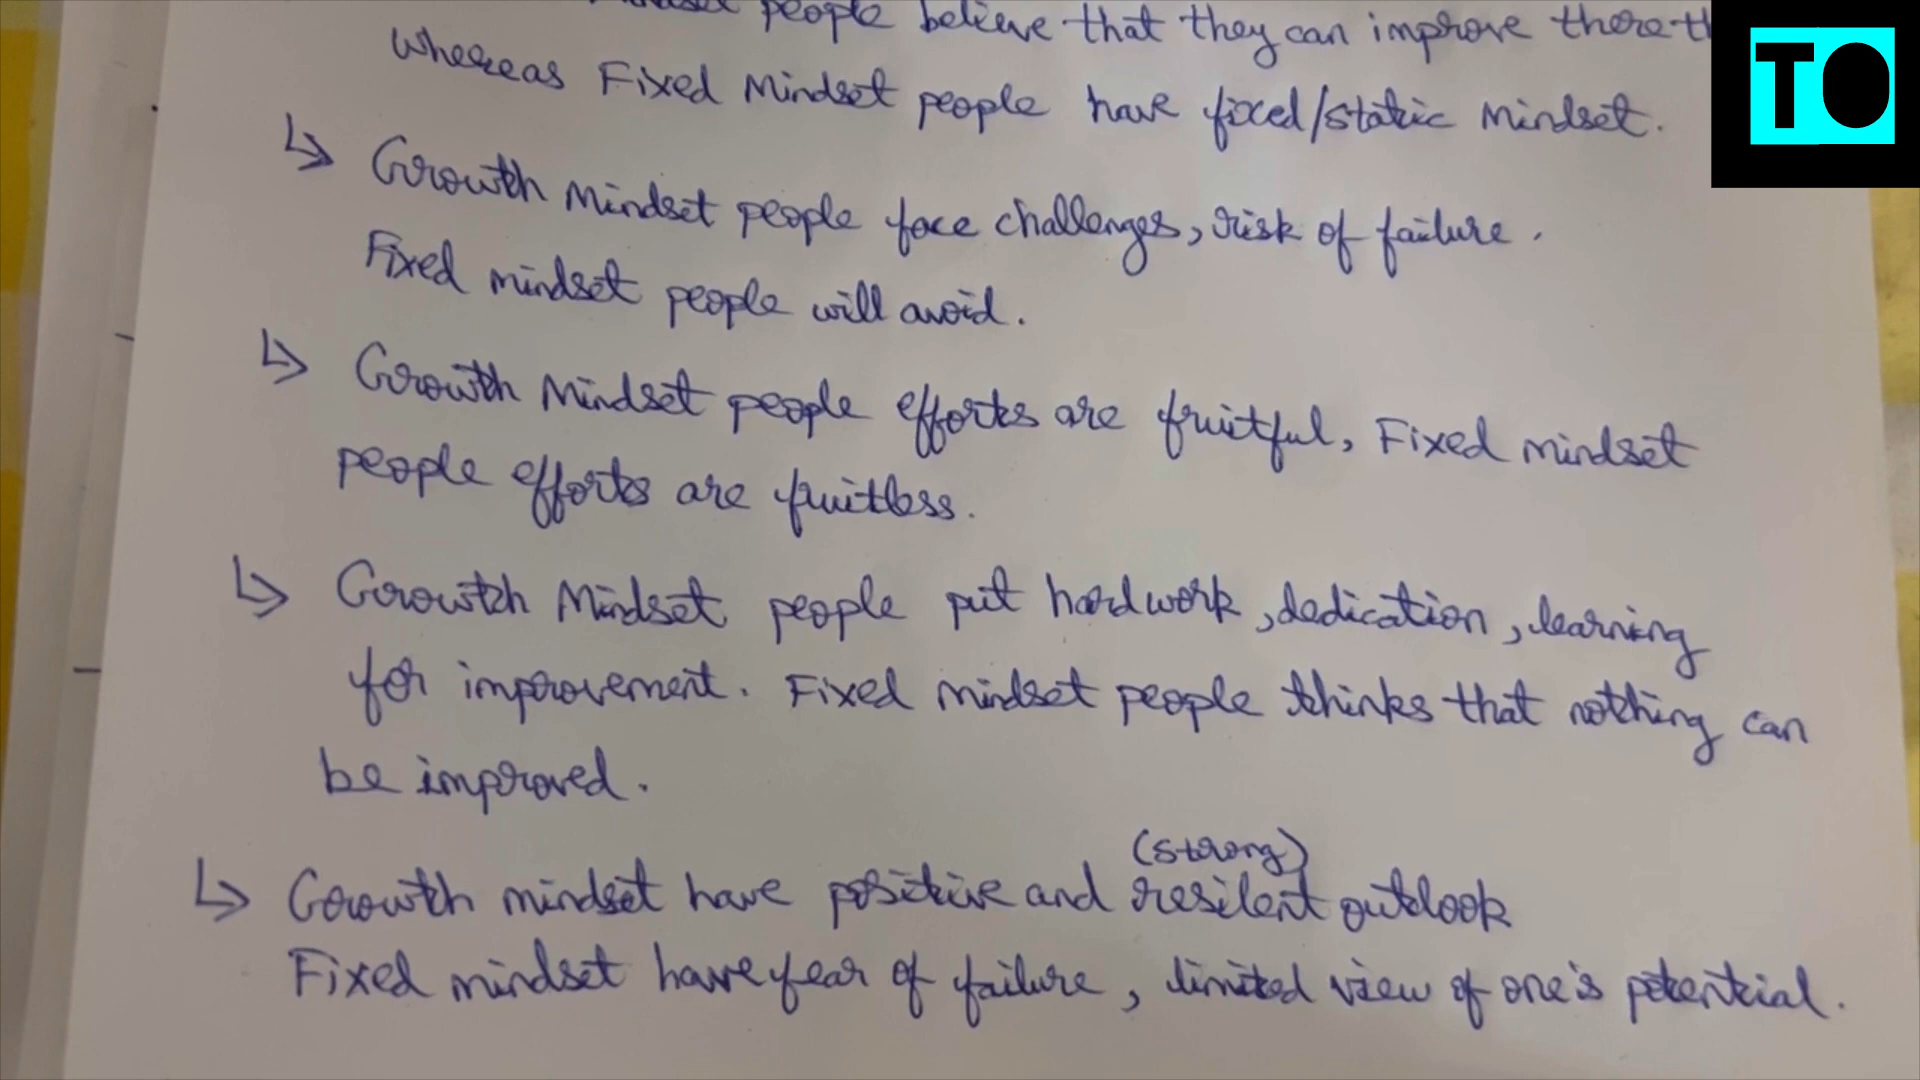 people believe that they can improve there
TO
whereas Fixed Mindset people have fixed/static Mindset.
↳ Growth Mindset people face challenges, risk of failure.
Fixed mindset people will avoid.
↳ Growth Mindset people efforts are fruitful, Fixed mindset
people efforts are fruitless.
↳ Growth Mindset people put hardwork, dedication, learning
for improvement. Fixed mindset people thinks that nothing can
be improved.
(strong)
↳ Growth mindset have positive and resilent outlook
Fixed mindset have fear of failure, limited view of one's potential.